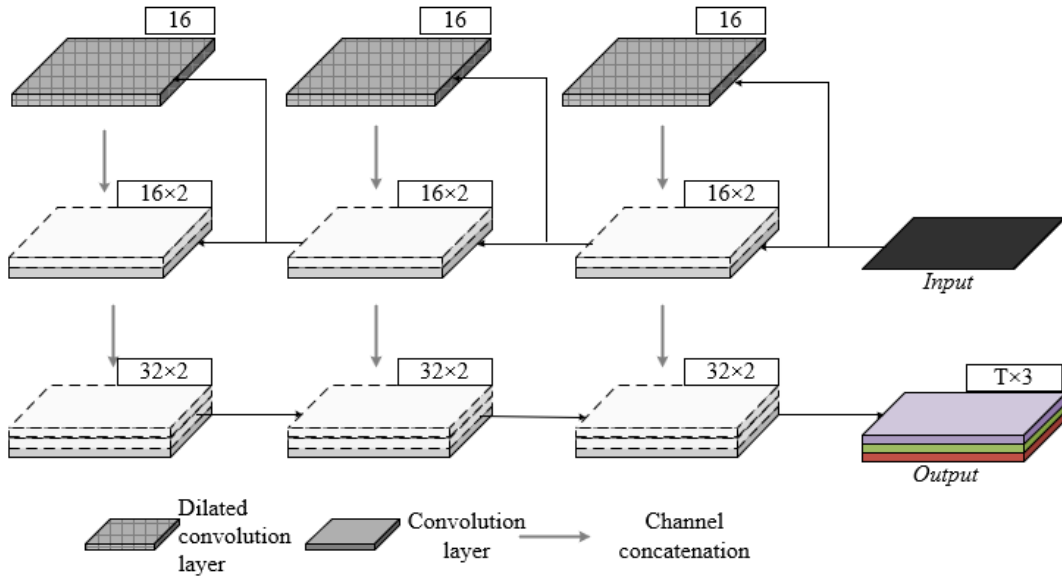 16
16
16
16×2
16×2
16×2
Input
32×2
32×2
32×2
T×3
Output
Dilated
convolution
layer
Convolution
layer
Channel
concatenation